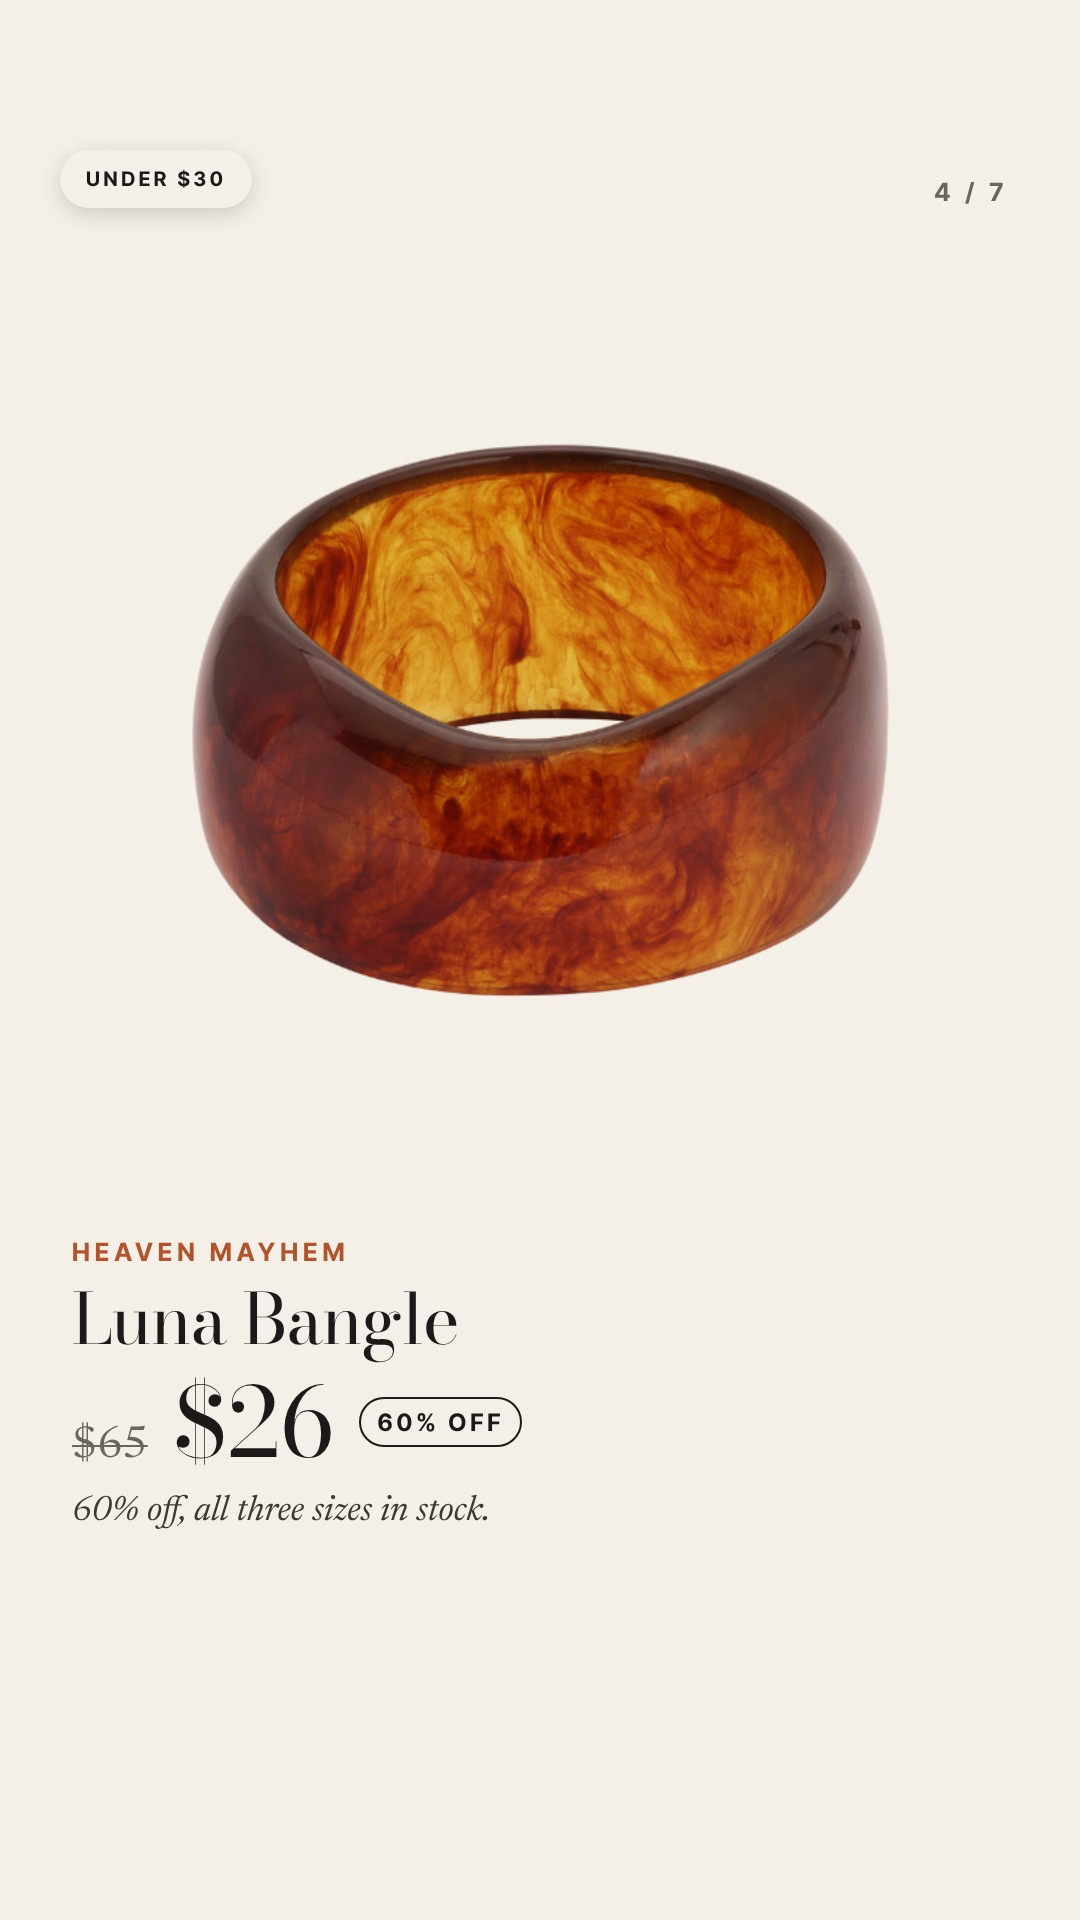 UNDER $30
4 / 7
HEAVEN MAYHEM
Luna Bangle
$65 $26 60% OFF
60% off, all three sizes in stock.